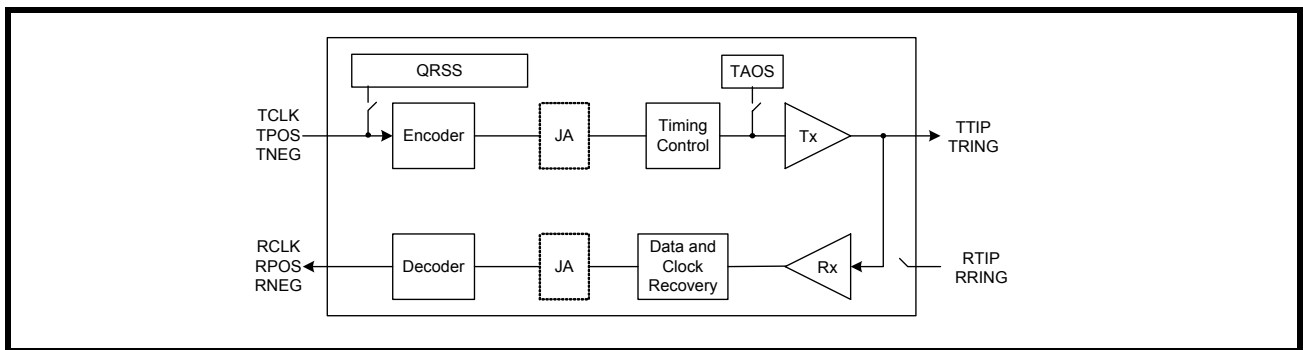 QRSS
TAOS
TCLK
TPOS
TNEG
Encoder
JA
Timing
Control
Tx
TTIP
TRING
RCLK
RPOS
RNEG
Decoder
JA
Data and
Clock
Recovery
Rx
RTIP
RRING